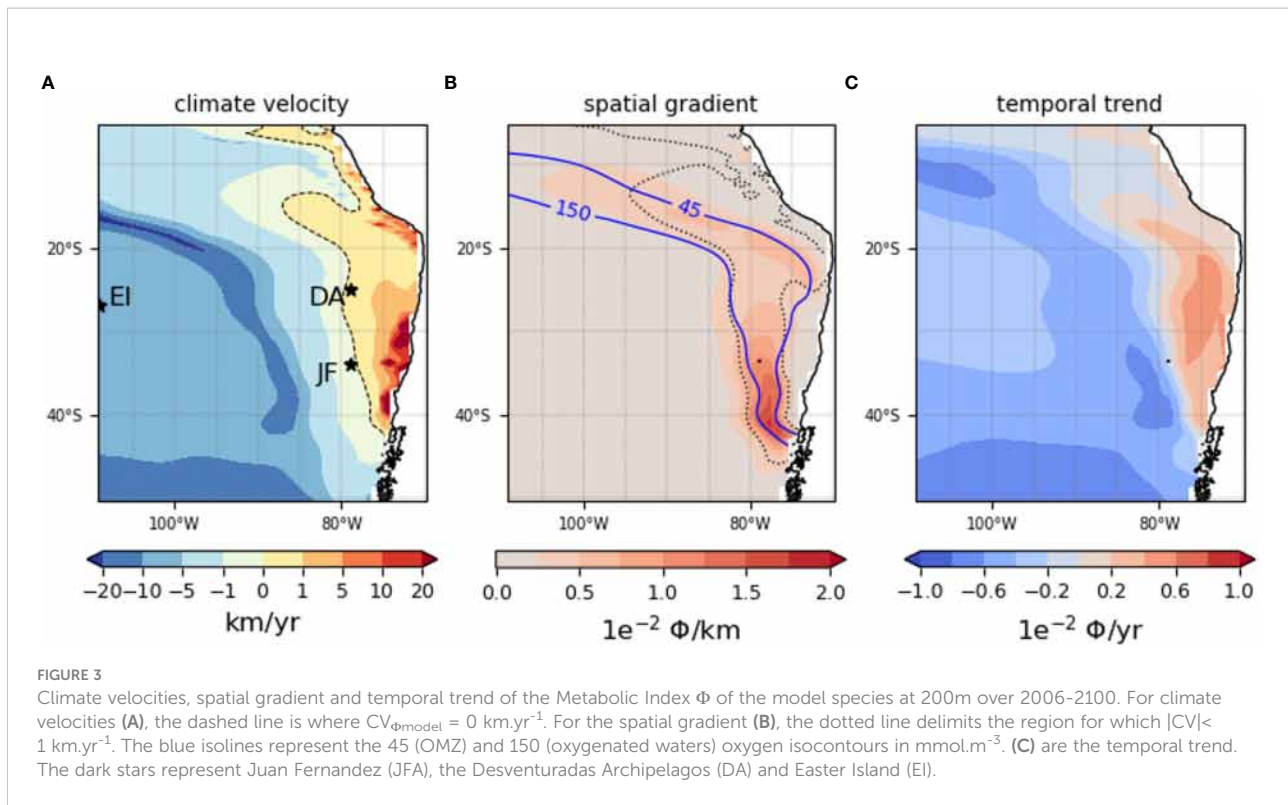 A
B
C
climate velocity
spatial gradient
temporal trend
45
150
20°S
20°S
20°S
EI
DA
JF
40°S
40°S
40°S
100°W
80°W
100°W
80°W
100°W
80°W
−20−10 −5 −1 0 1 5 10 20
0.0 0.5 1.0 1.5 2.0
−1.0 −0.6 −0.2 0.2 0.6 1.0
km/yr
1e⁻² Φ/km
1e⁻² Φ/yr
FIGURE 3
Climate velocities, spatial gradient and temporal trend of the Metabolic Index Φ of the model species at 200m over 2006-2100. For climate
velocities (A), the dashed line is where CVΦmodel = 0 km.yr⁻¹. For the spatial gradient (B), the dotted line delimits the region for which |CV|<
1 km.yr⁻¹. The blue isolines represent the 45 (OMZ) and 150 (oxygenated waters) oxygen isocontours in mmol.m⁻³. (C) are the temporal trend.
The dark stars represent Juan Fernandez (JFA), the Desventuradas Archipelagos (DA) and Easter Island (EI).